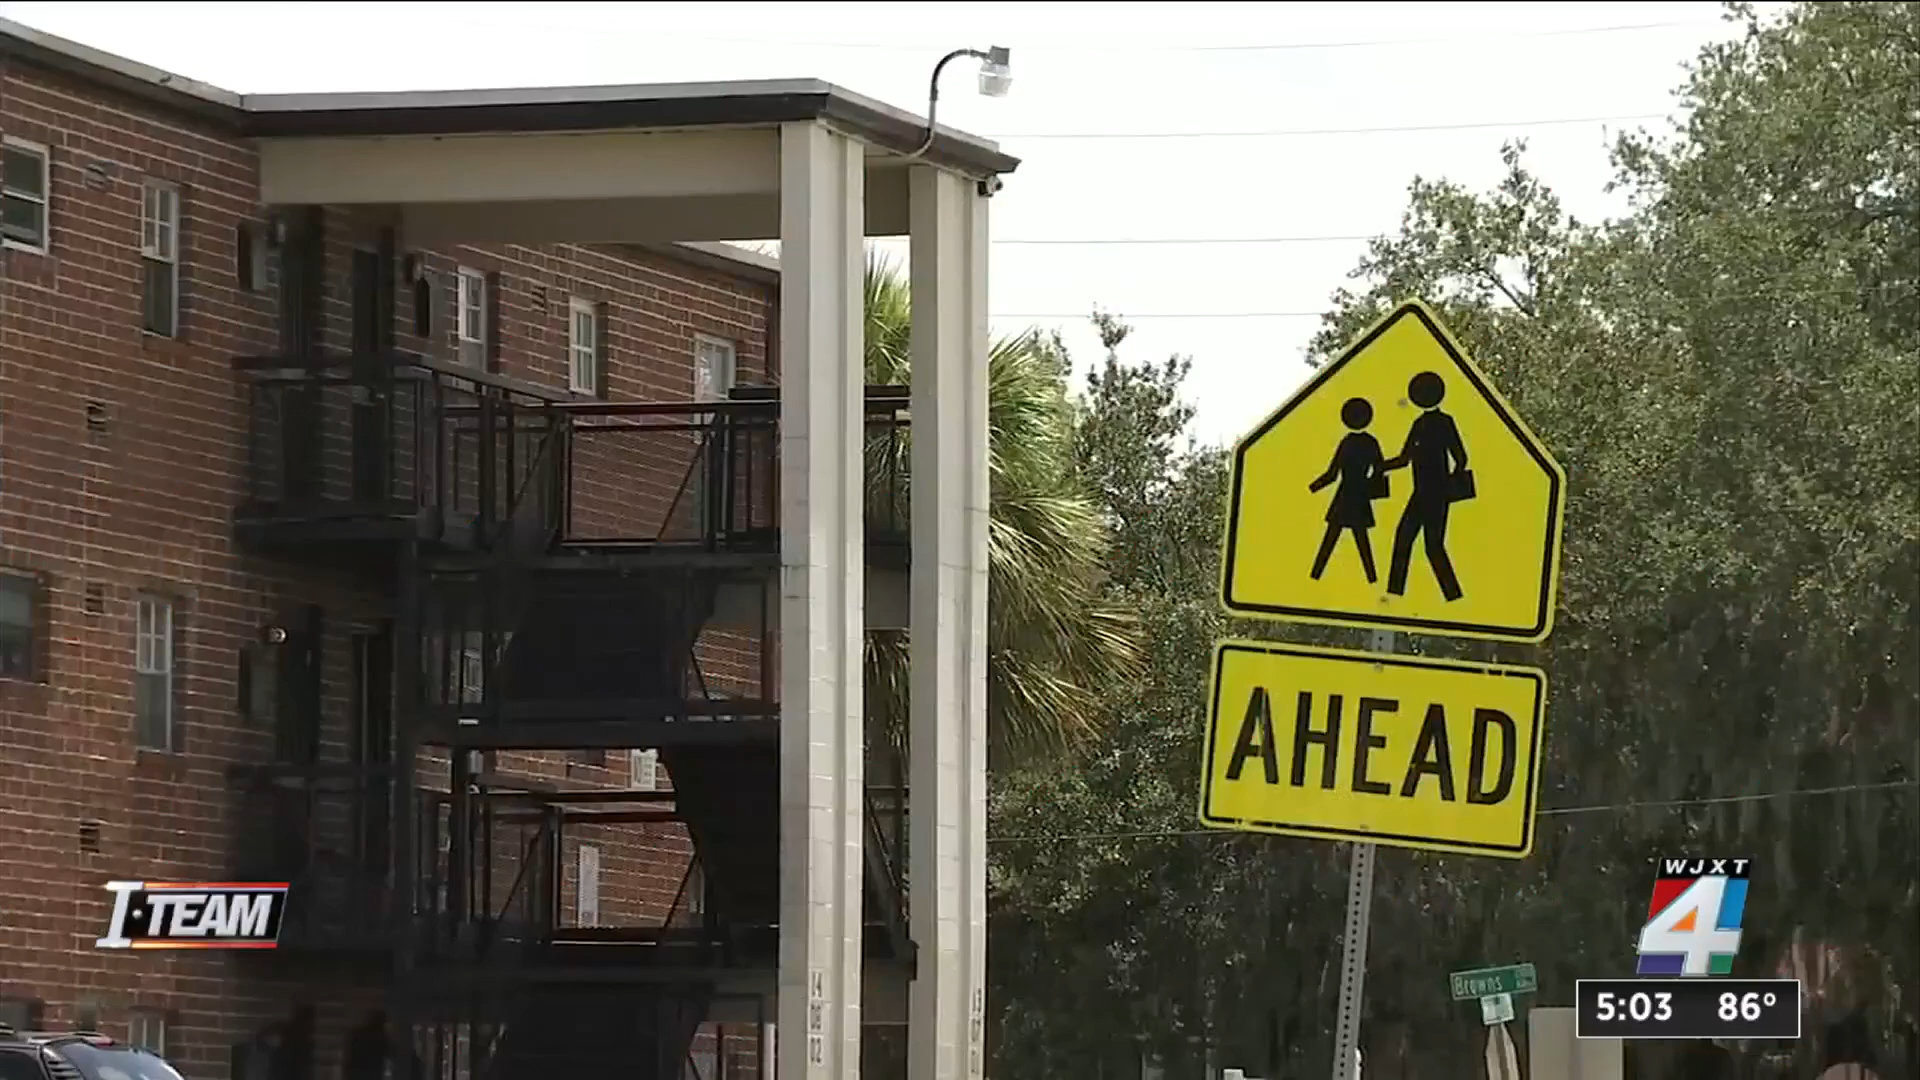 AHEAD
I·TEAM
WJXT
4
Browns
5:03 86°